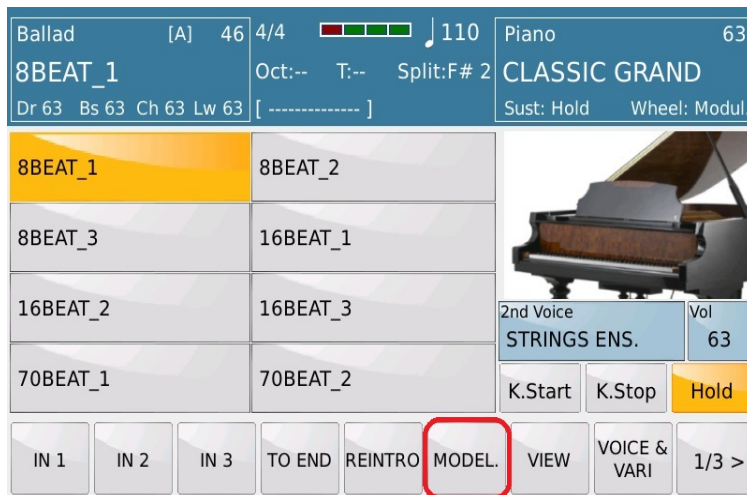 Ballad [A] 46
8BEAT_1
Dr 63 Bs 63 Ch 63 Lw 63
4/4 ♩110
Oct:-- T:-- Split:F# 2
[ -------------- ]
Piano 63
CLASSIC GRAND
Sust: Hold Wheel: Modul
8BEAT_1
8BEAT_2
8BEAT_3
16BEAT_1
16BEAT_2
16BEAT_3
70BEAT_1
70BEAT_2
2nd Voice
STRINGS ENS.
Vol
63
K.Start
K.Stop
Hold
IN 1
IN 2
IN 3
TO END
REINTRO
MODEL.
VIEW
VOICE &
VARI
1/3 >